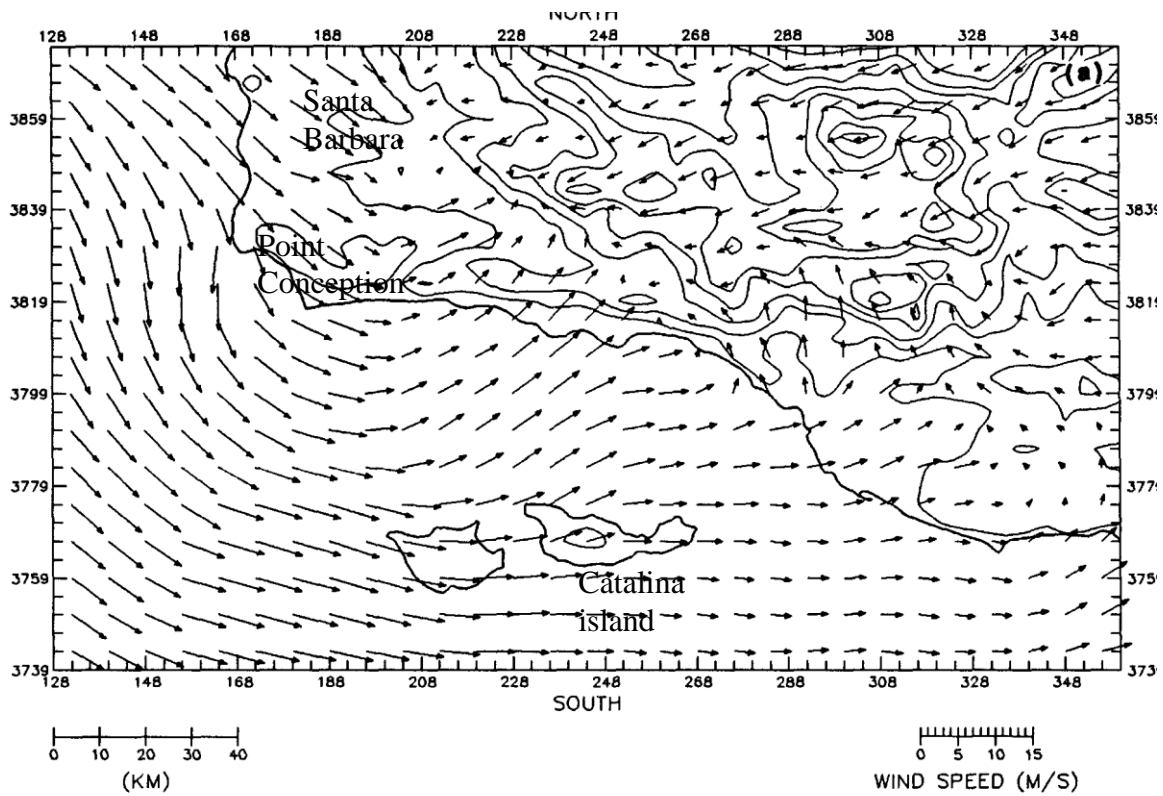 NORTH
128 148 168 188 208 228 248 268 288 308 328 348
(a)
Santa
Barbara
3859 3859
3839 3839
Point
Conception
3819 3819
3799 3799
3779 3779
3759 3759
Catalina
island
3739 3739
128 148 168 188 208 228 248 268 288 308 328 348
SOUTH
0 10 20 30 40
(KM)
0 5 10 15
WIND SPEED (M/S)